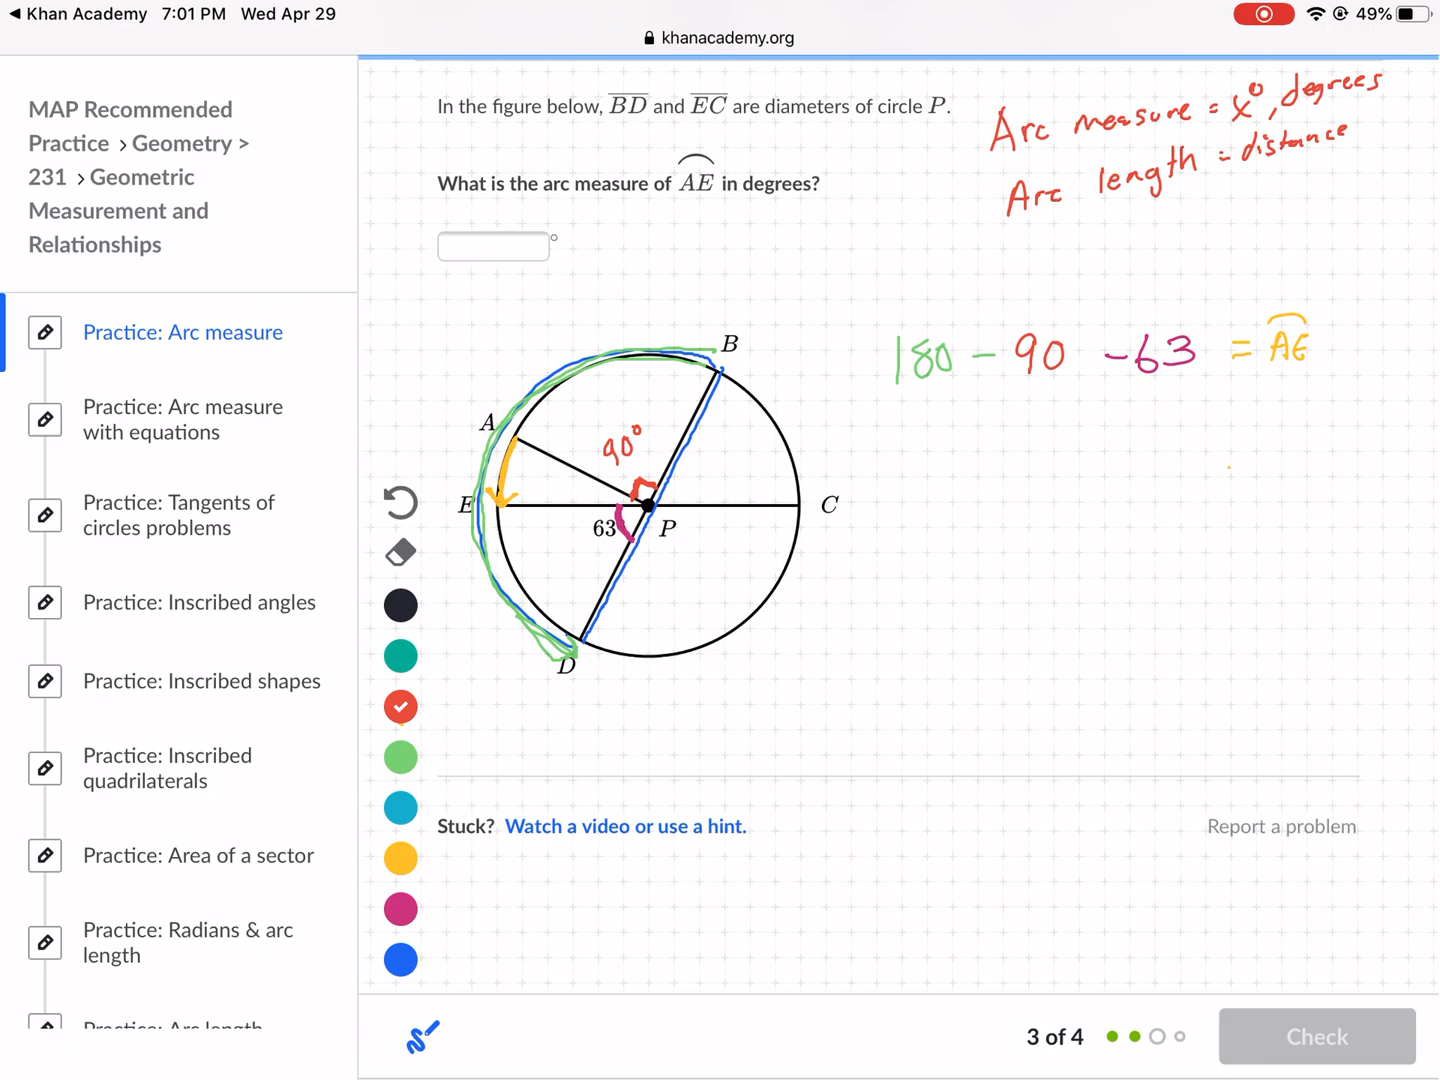 ◀ Khan Academy 7:01 PM Wed Apr 29
49%
khanacademy.org
MAP Recommended
Practice > Geometry >
231 > Geometric
Measurement and
Relationships
Practice: Arc measure
Practice: Arc measure
with equations
Practice: Tangents of
circles problems
Practice: Inscribed angles
Practice: Inscribed shapes
Practice: Inscribed
quadrilaterals
Practice: Area of a sector
Practice: Radians & arc
length
Practice: Arc length
In the figure below, BD and EC are diameters of circle P.
What is the arc measure of AE in degrees?
°
Arc measure = x°, degrees
Arc length = distance
180 - 90 - 63 = AE
B
A
90°
E
C
63
P
D
Stuck? Watch a video or use a hint.
Report a problem
3 of 4
Check